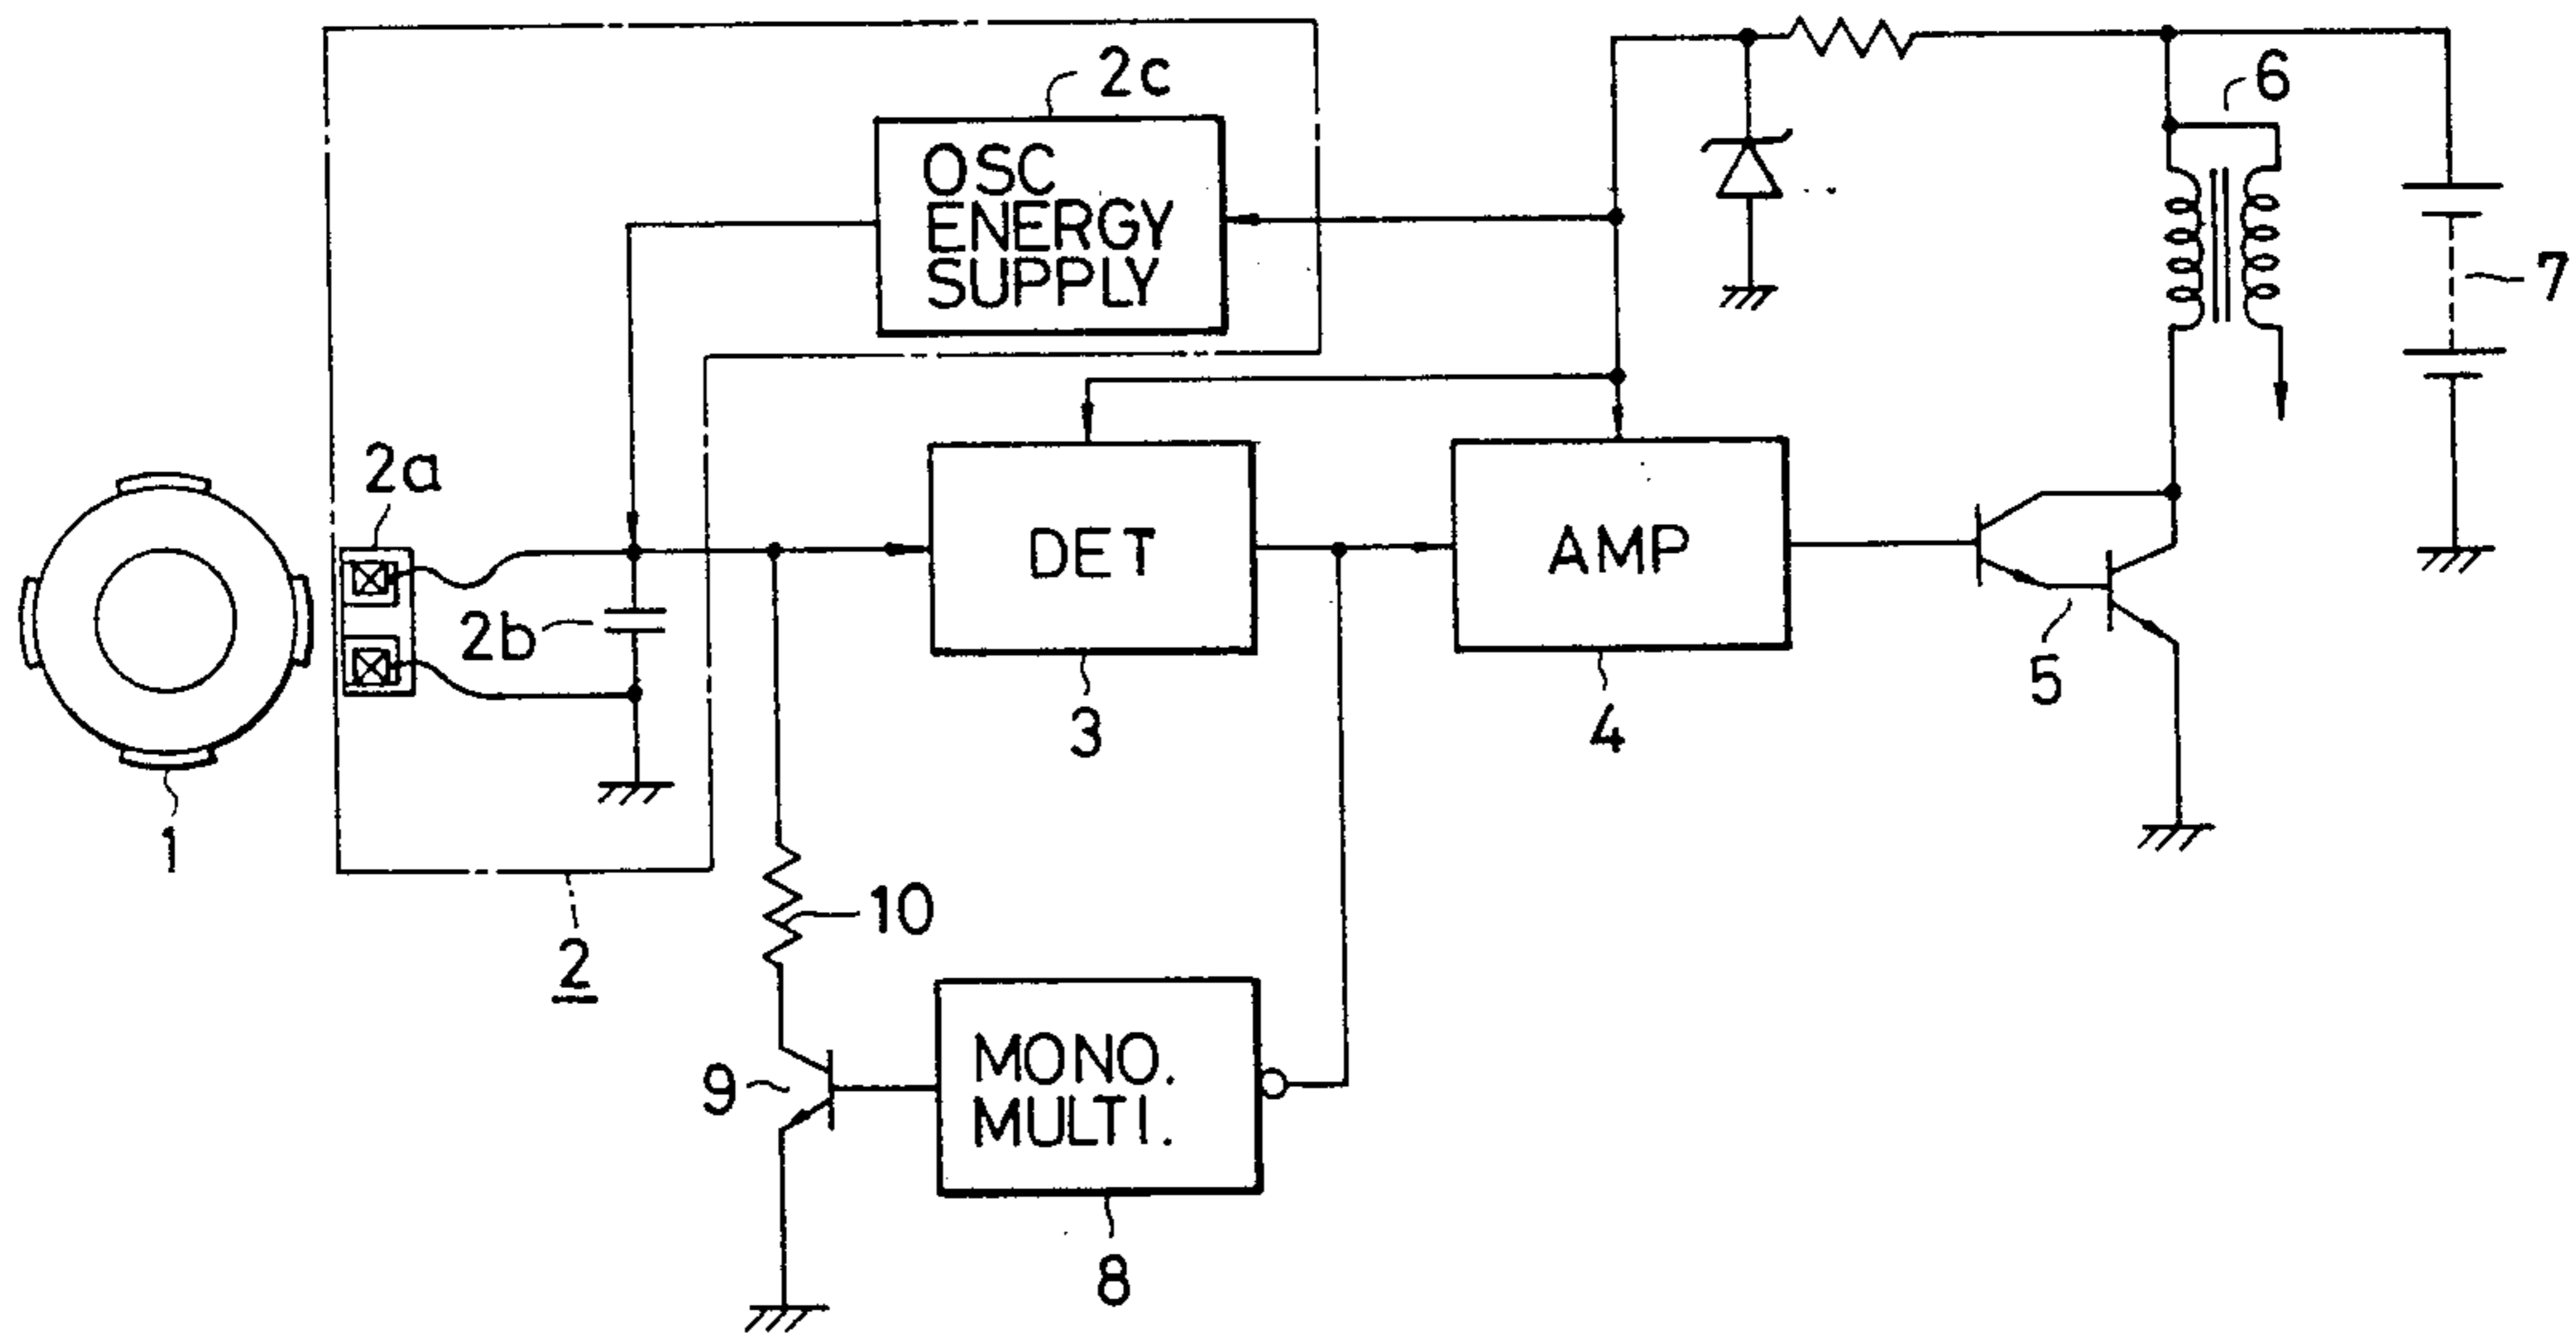 2c
OSC
ENERGY
SUPPLY
6
7
2a
2b
DET
AMP
1
3
4
5
10
2
9
MONO.
MULTI.
8